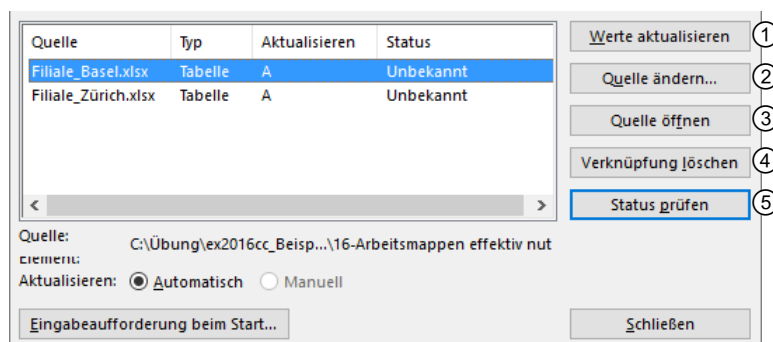 Quelle Typ Aktualisieren Status
Filiale_Basel.xlsx Tabelle A Unbekannt
Filiale_Zürich.xlsx Tabelle A Unbekannt
Werte aktualisieren 1
Quelle ändern... 2
Quelle öffnen 3
Verknüpfung löschen 4
Status prüfen 5
Quelle: C:\Übung\ex2016cc_Beisp...\16-Arbeitsmappen effektiv nut
Element:
Aktualisieren: Automatisch Manuell
Eingabeaufforderung beim Start... Schließen